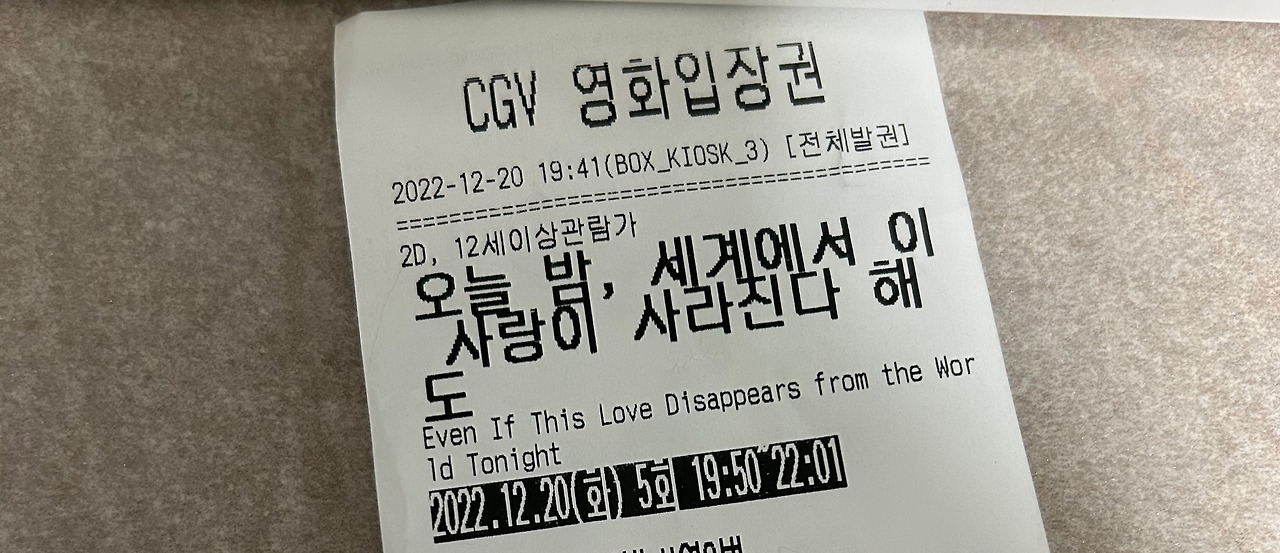 CGV 영화입장권
2022-12-20 19:41(BOX_KIOSK_3) [전체발권]
===========================================
2D, 12세이상관람가
오늘 밤, 세계에서 이
사랑이 사라진다 해
도
Even If This Love Disappears from the Wor
ld Tonight
2022.12.20(화) 5회 19:50~22:01